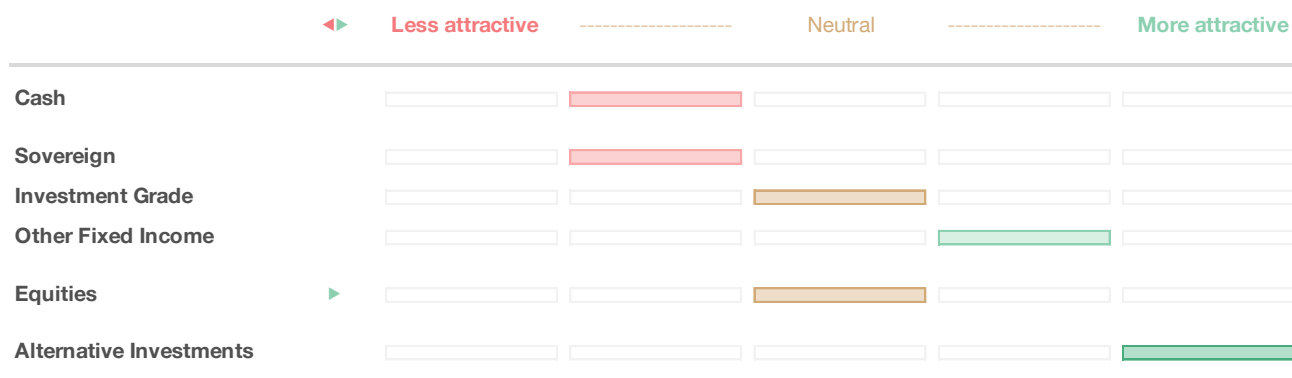 Less attractive Neutral More attractive
Cash
Sovereign
Investment Grade
Other Fixed Income
Equities
Alternative Investments